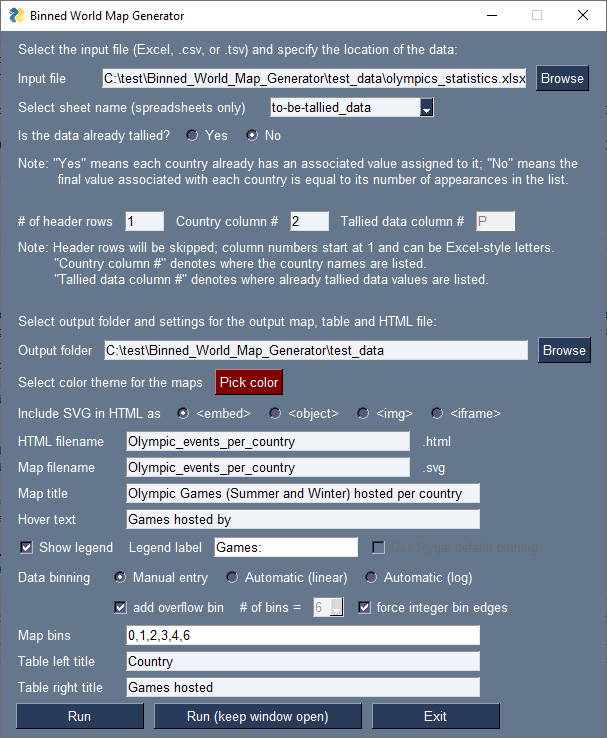 Binned World Map Generator
Select the input file (Excel, .csv, or .tsv) and specify the location of the data:
Input file C:\test\Binned_World_Map_Generator\test_data\olympics_statistics.xlsx Browse
Select sheet name (spreadsheets only) to-be-tallied_data
Is the data already tallied? Yes No
Note: "Yes" means each country already has an associated value assigned to it; "No" means the
final value associated with each country is equal to its number of appearances in the list.
# of header rows 1 Country column # 2 Tallied data column # P
Note: Header rows will be skipped; column numbers start at 1 and can be Excel-style letters.
"Country column #" denotes where the country names are listed.
"Tallied data column #" denotes where already tallied data values are listed.
Select output folder and settings for the output map, table and HTML file:
Output folder C:\test\Binned_World_Map_Generator\test_data Browse
Select color theme for the maps Pick color
Include SVG in HTML as <embed> <object> <img> <iframe>
HTML filename Olympic_events_per_country .html
Map filename Olympic_events_per_country .svg
Map title Olympic Games (Summer and Winter) hosted per country
Hover text Games hosted by
Show legend Legend label Games: Use Pygal default binning
Data binning Manual entry Automatic (linear) Automatic (log)
add overflow bin # of bins = 6 force integer bin edges
Map bins 0,1,2,3,4,6
Table left title Country
Table right title Games hosted
Run Run (keep window open) Exit